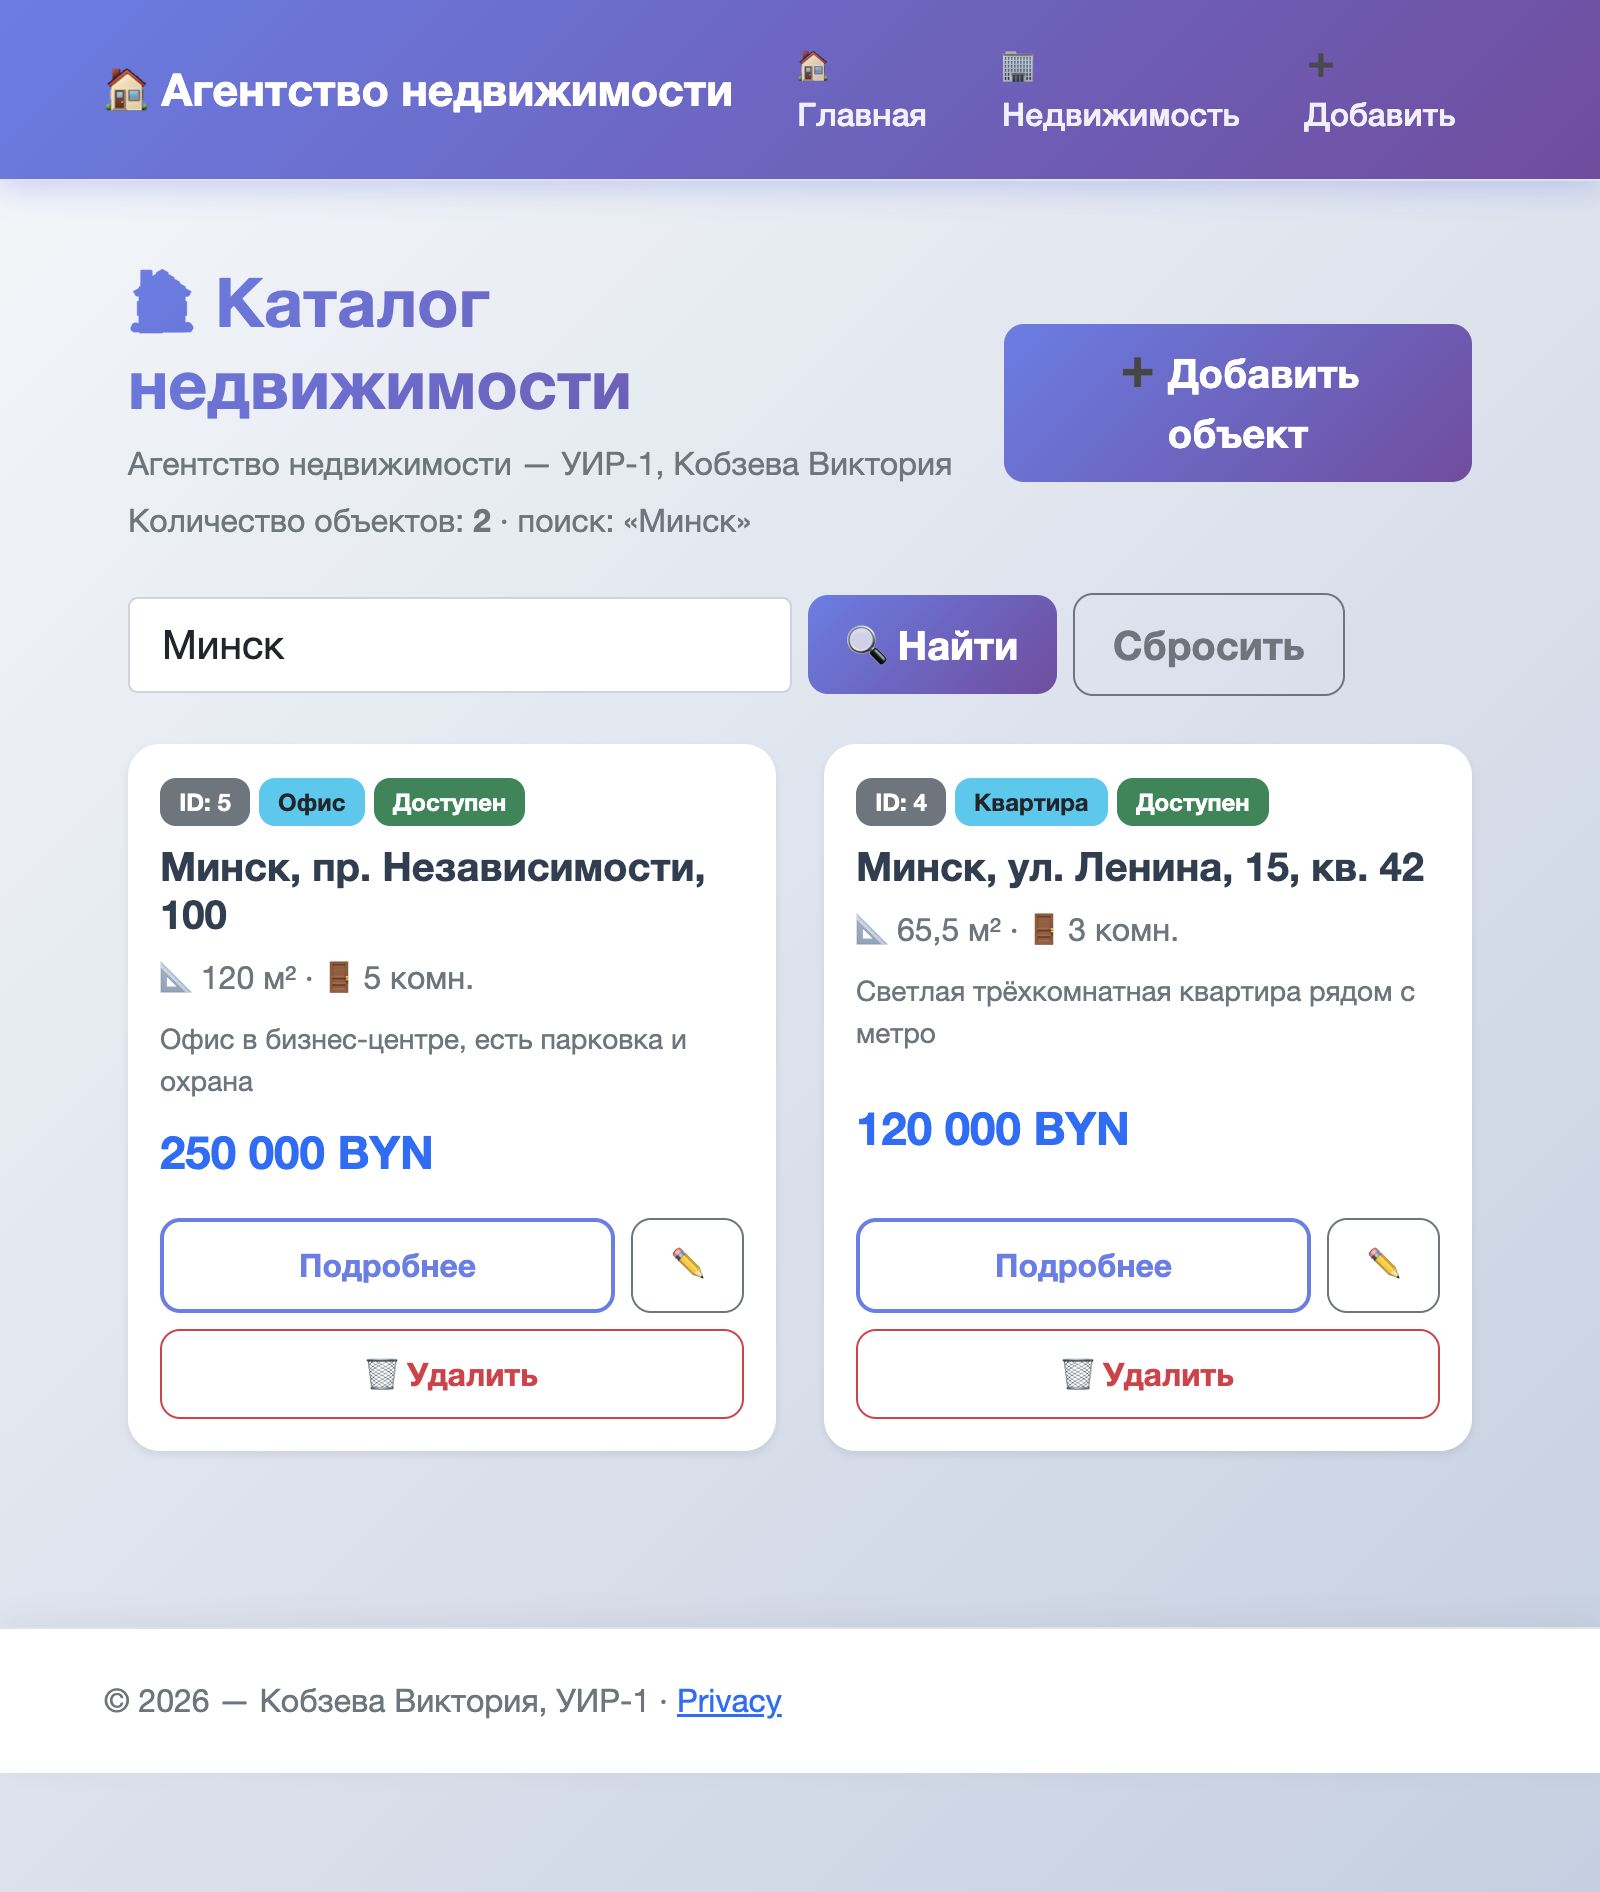 🏠 Агентство недвижимости
🏠 Главная
🏢 Недвижимость
➕ Добавить
🏠 Каталог
недвижимости
Агентство недвижимости — УИР-1, Кобзева Виктория
Количество объектов: 2 · поиск: «Минск»
➕ Добавить
объект
Минск
🔍 Найти
Сбросить
ID: 5 Офис Доступен
Минск, пр. Независимости,
100
📐 120 м² · 🚪 5 комн.
Офис в бизнес-центре, есть парковка и
охрана
250 000 BYN
Подробнее ✏️
🗑️ Удалить
ID: 4 Квартира Доступен
Минск, ул. Ленина, 15, кв. 42
📐 65,5 м² · 🚪 3 комн.
Светлая трёхкомнатная квартира рядом с
метро
120 000 BYN
Подробнее ✏️
🗑️ Удалить
© 2026 — Кобзева Виктория, УИР-1 · Privacy